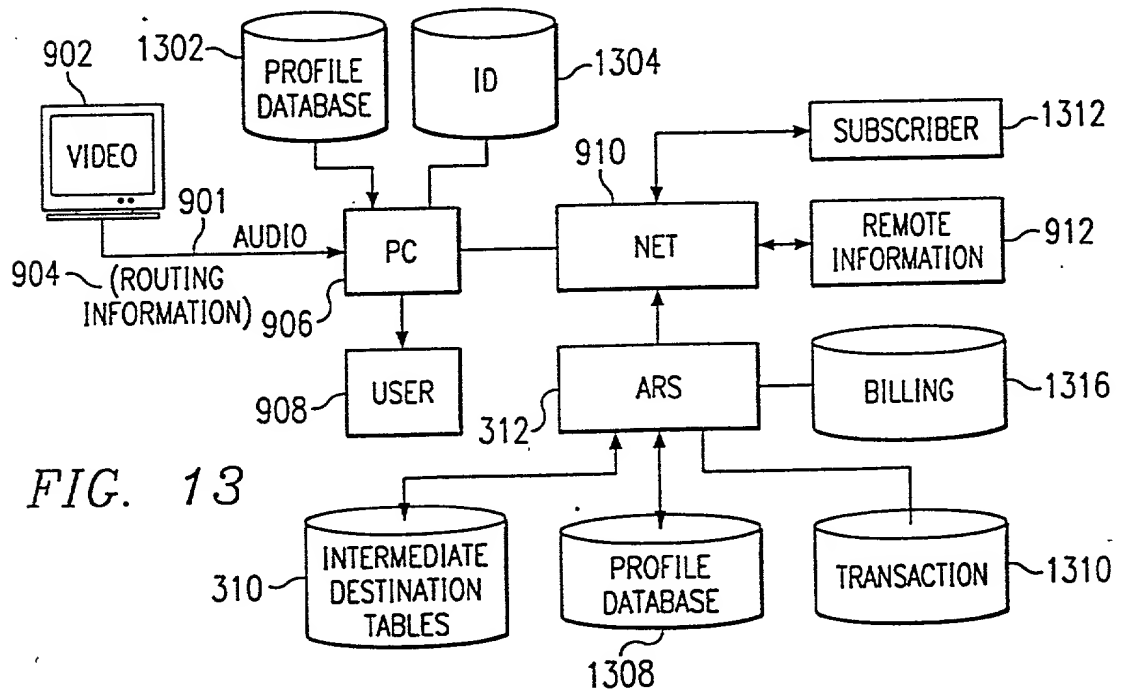 902
VIDEO
1302
PROFILE
DATABASE
ID
1304
910
SUBSCRIBER
1312
901
AUDIO
904
(ROUTING
INFORMATION)
PC
906
NET
REMOTE
INFORMATION
912
USER
908
ARS
312
BILLING
1316
FIG. 13
INTERMEDIATE
DESTINATION
TABLES
310
PROFILE
DATABASE
1308
TRANSACTION
1310